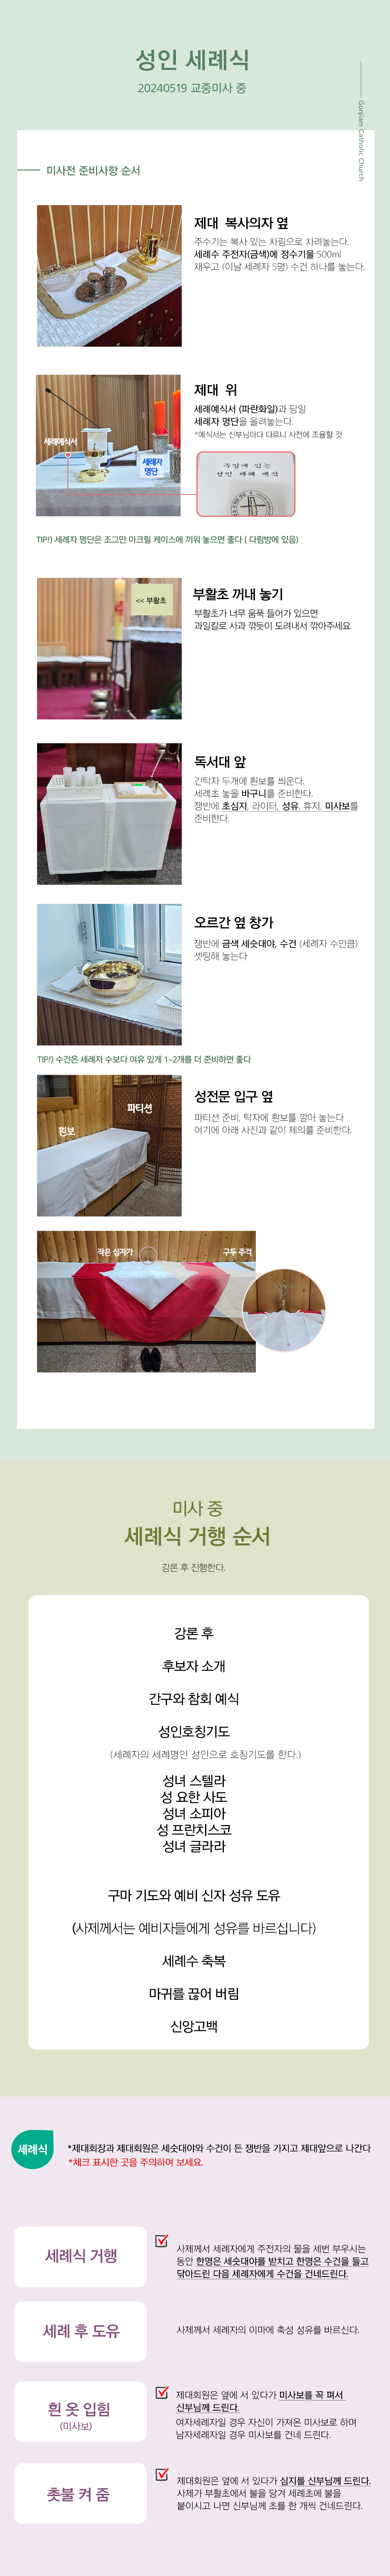 성인 세례식
20240519 교중미사 중
Gonjiam Catholic Church
미사전 준비사항 순서
제대 복사의자 옆
주수기는 복사 있는 차림으로 차려놓는다.
세례수 주전자(금색)에 정수기물 500ml
채우고 (이날 세례자 5명) 수건 하나를 놓는다.
세례예식서
세례자
명단
제대 위
세례예식서 (파란화일)과 당일
세례자 명단을 올려놓는다.
*예식서는 신부님마다 다르니 사전에 조율할 것
주일에 있는
성인 세례 예식
TIP!) 세례자 명단은 조그만 아크릴 케이스에 끼워 놓으면 좋다 ( 다림방에 있음)
<< 부활초
부활초 꺼내 놓기
부활초가 너무 움푹 들어가 있으면
과일칼로 사과 깎듯이 도려내서 깎아주세요
독서대 앞
긴탁자 두개에 흰보를 씌운다.
세례초 놓을 바구니를 준비한다.
쟁반에 초심지, 라이터, 성유, 휴지, 미사보를
준비한다.
오르간 옆 창가
쟁반에 금색 세숫대야, 수건 (세례자 수만큼)
셋팅해 놓는다
TIP!) 수건은 세례자 수보다 여유 있게 1~2개를 더 준비하면 좋다
파티션
흰보
성전문 입구 옆
파티션 준비, 탁자에 흰보를 깔아 놓는다
여기에 아래 사진과 같이 제의를 준비한다.
작은 십자가
구두 주걱
미사 중
세례식 거행 순서
강론 후 진행한다.
강론 후
후보자 소개
간구와 참회 예식
성인호칭기도
(세례자의 세례명인 성인으로 호칭기도를 한다.)
성녀 스텔라
성 요한 사도
성녀 소피아
성 프란치스코
성녀 글라라
구마 기도와 예비 신자 성유 도유
(사제께서는 예비자들에게 성유를 바르십니다)
세례수 축복
마귀를 끊어 버림
신앙고백
세례식
*제대회장과 제대회원은 세숫대야와 수건이 든 쟁반을 가지고 제대앞으로 나간다
*체크 표시한 곳을 주의하여 보세요.
세례식 거행
사제께서 세례자에게 주전자의 물을 세번 부우시는
동안 한명은 세숫대야를 받치고 한명은 수건을 들고
닦아드린 다음 세례자에게 수건을 건네드린다.
세례 후 도유
사제께서 세례자의 이마에 축성 성유를 바르신다.
흰 옷 입힘
(미사보)
제대회원은 옆에 서 있다가 미사보를 꼭 펴서
신부님께 드린다.
여자세례자일 경우 자신이 가져온 미사보로 하며
남자세례자일 경우 미사보를 건네 드린다.
촛불 켜 줌
제대회원은 옆에 서 있다가 심지를 신부님께 드린다.
사제가 부활초에서 불을 당겨 세례초에 불을
붙이시고 나면 신부님께 초를 한 개씩 건네드린다.